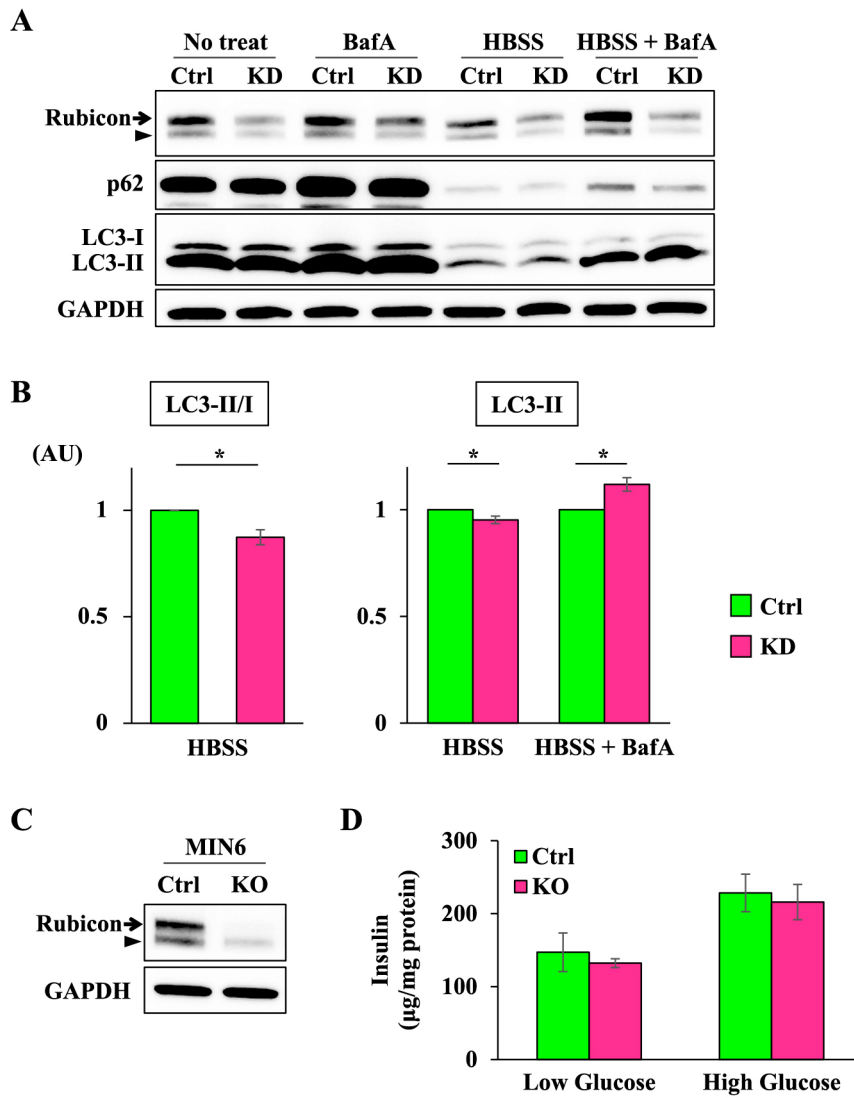 A
No treat BafA HBSS HBSS + BafA
Ctrl KD Ctrl KD Ctrl KD Ctrl KD
Rubicon
p62
LC3-I
LC3-II
GAPDH
B
LC3-II/I LC3-II
(AU)
* * *
1 1
0.5 0.5
Ctrl
KD
0 0
HBSS HBSS HBSS + BafA
C D
MIN6
Ctrl KO
Rubicon
GAPDH
300
Ctrl
KO
200
100
0
Insulin
(µg/mg protein)
Low Glucose High Glucose